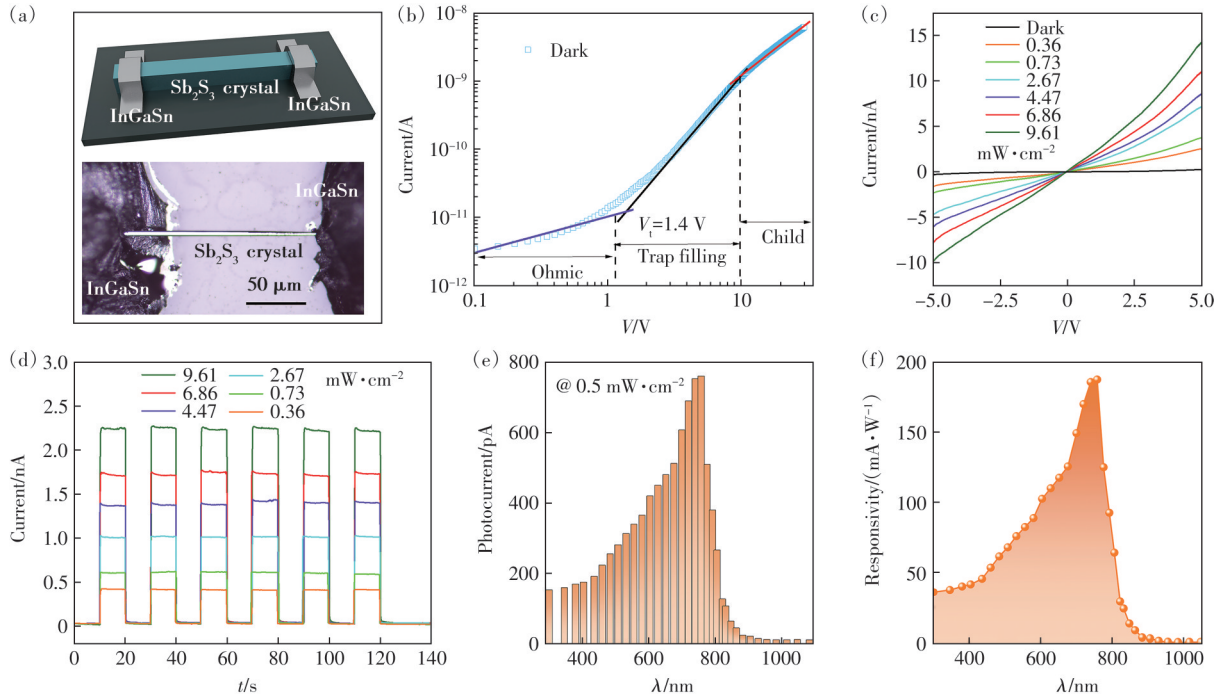 (a)
Sb₂S₃ crystal
InGaSn
InGaSn
InGaSn
Sb₂S₃ crystal
InGaSn
50 μm
(b)
10⁻⁸
10⁻⁹
10⁻¹⁰
10⁻¹¹
10⁻¹²
Current/A
Dark
Vₜ=1.4 V
Ohmic
Trap filling
Child
0.1
1
10
V/V
(c)
15
10
5
0
−5
−10
Current/nA
Dark
0.36
0.73
2.67
4.47
6.86
9.61
mW·cm⁻²
−5.0
−2.5
0
2.5
5.0
V/V
(d)
3.0
2.5
2.0
1.5
1.0
0.5
0
Current/nA
9.61 2.67 mW·cm⁻²
6.86 0.73
4.47 0.36
0 20 40 60 80 100 120 140
t/s
(e)
800
600
400
200
0
Photocurrent/pA
@ 0.5 mW·cm⁻²
400 600 800 1000
λ/nm
(f)
200
150
100
50
0
Responsivity/(mA·W⁻¹)
400 600 800 1000
λ/nm